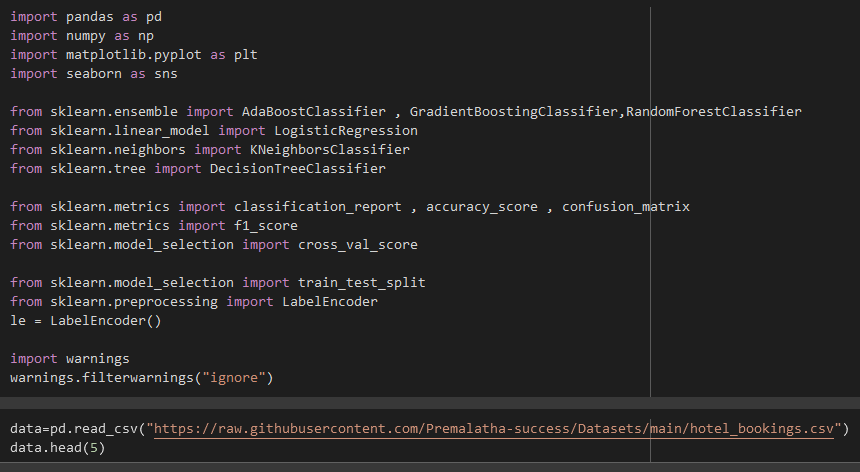 import pandas as pd
import numpy as np
import matplotlib.pyplot as plt
import seaborn as sns
from sklearn.ensemble import AdaBoostClassifier , GradientBoostingClassifier,RandomForestClassifier
from sklearn.linear_model import LogisticRegression
from sklearn.neighbors import KNeighborsClassifier
from sklearn.tree import DecisionTreeClassifier
from sklearn.metrics import classification_report , accuracy_score , confusion_matrix
from sklearn.metrics import f1_score
from sklearn.model_selection import cross_val_score
from sklearn.model_selection import train_test_split
from sklearn.preprocessing import LabelEncoder
le = LabelEncoder()
import warnings
warnings.filterwarnings("ignore")
data=pd.read_csv("https://raw.githubusercontent.com/Premalatha-success/Datasets/main/hotel_bookings.csv")
data.head(5)